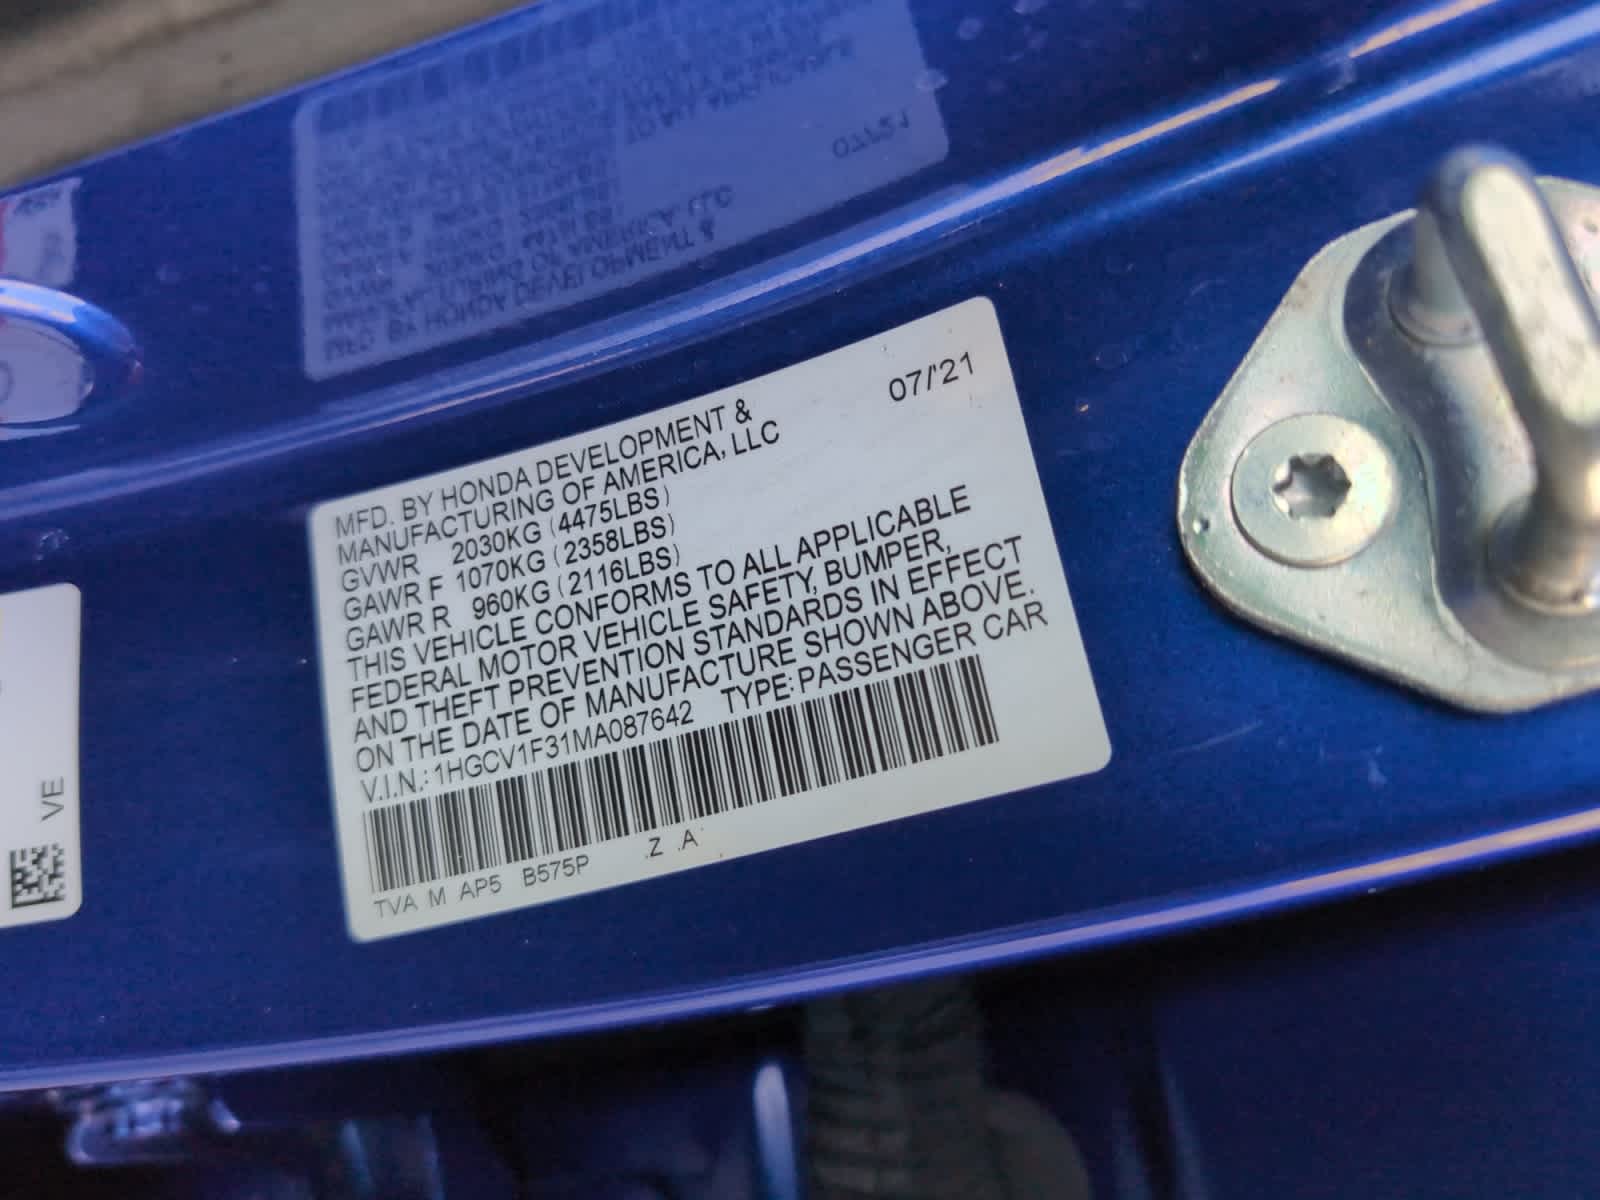 07/'21
MFD. BY HONDA DEVELOPMENT &
MANUFACTURING OF AMERICA, LLC
GVWR 2030KG (4475LBS)
GAWR F 1070KG (2358LBS)
GAWR R 960KG (2116LBS)
THIS VEHICLE CONFORMS TO ALL APPLICABLE
FEDERAL MOTOR VEHICLE SAFETY, BUMPER,
AND THEFT PREVENTION STANDARDS IN EFFECT
ON THE DATE OF MANUFACTURE SHOWN ABOVE.
V.I.N.: 1HGCV1F31MA087642 TYPE: PASSENGER CAR
TVA M AP5 B575P .Z .A
VE